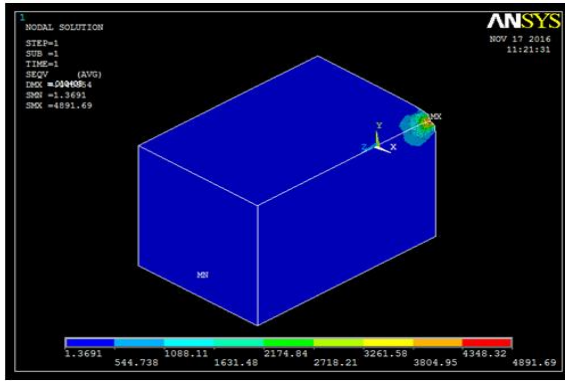 1
NODAL SOLUTION
STEP=1
SUB =1
TIME=1
SEQV (AVG)
DMX
SMN =1.3691
SMX =4891.69
ANSYS
NOV 17 2016
11:21:31
MX
Y
Z X
MN
1.3691 1088.11 2174.84 3261.58 4348.32
544.738 1631.48 2718.21 3804.95 4891.69